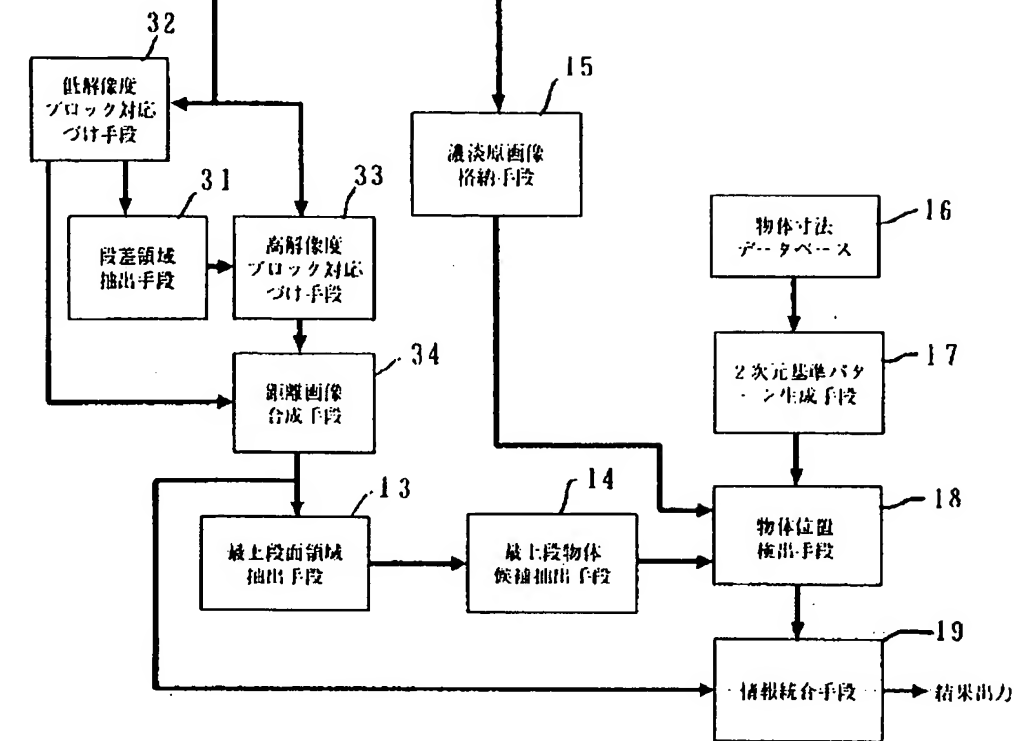 32
低解像度
ブロック対応
づけ手段
15
濃淡原画像
格納手段
31
段差領域
抽出手段
33
高解像度
ブロック対応
づけ手段
16
物体寸法
データベース
34
距離画像
合成手段
17
2次元基準パタ
ーン生成手段
13
最上段面領域
抽出手段
14
最上段物体
候補抽出手段
18
物体位置
検出手段
19
情報統合手段
結果出力